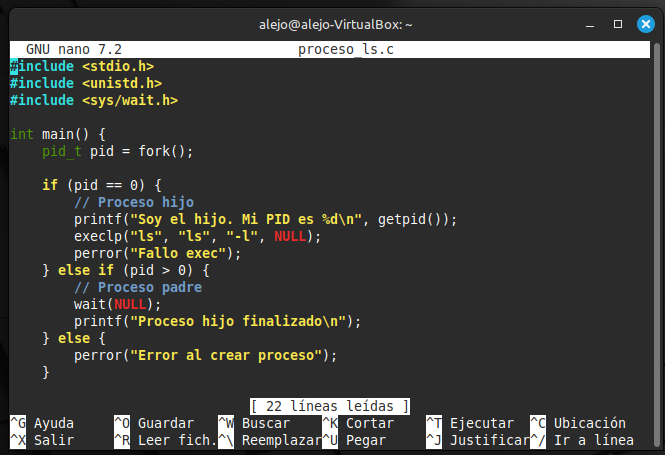 alejo@alejo-VirtualBox: ~
GNU nano 7.2 proceso_ls.c
#include <stdio.h>
#include <unistd.h>
#include <sys/wait.h>

int main() {
    pid_t pid = fork();

    if (pid == 0) {
        // Proceso hijo
        printf("Soy el hijo. Mi PID es %d\n", getpid());
        execlp("ls", "ls", "-l", NULL);
        perror("Fallo exec");
    } else if (pid > 0) {
        // Proceso padre
        wait(NULL);
        printf("Proceso hijo finalizado\n");
    } else {
        perror("Error al crear proceso");
    }

[ 22 líneas leídas ]
^G Ayuda ^O Guardar ^W Buscar ^K Cortar ^T Ejecutar ^C Ubicación
^X Salir ^R Leer fich. ^\ Reemplazar ^U Pegar ^J Justificar ^/ Ir a línea